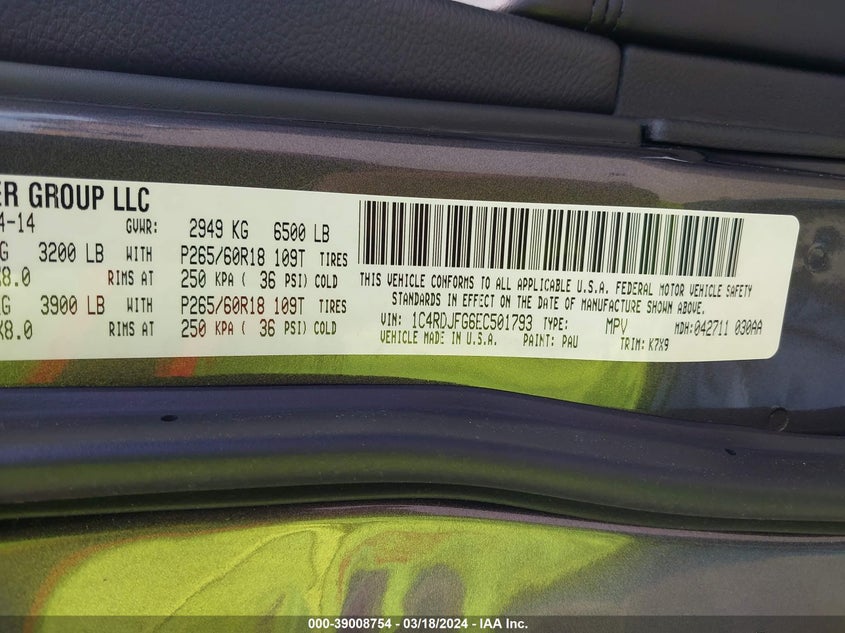 ER GROUP LLC
4-14 GVWR: 2949 KG 6500 LB
G 3200 LB WITH P265/60R18 109T TIRES
X8.0 RIMS AT 250 KPA ( 36 PSI) COLD
KG 3900 LB WITH P265/60R18 109T TIRES
X8.0 RIMS AT 250 KPA ( 36 PSI) COLD
THIS VEHICLE CONFORMS TO ALL APPLICABLE U.S.A. FEDERAL MOTOR VEHICLE SAFETY
STANDARDS IN EFFECT ON THE DATE OF MANUFACTURE SHOWN ABOVE.
VIN: 1C4RDJFG6EC501793 TYPE: MPV MDH:042711 030AA
VEHICLE MADE IN U.S.A. PAINT: PAU TRIM: K7X9
000-39008754 — 03/18/2024 — IAA Inc.